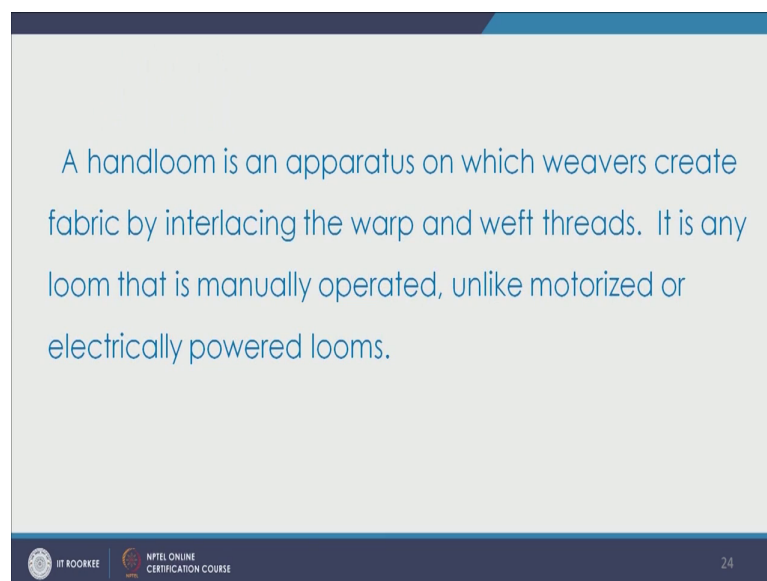 A handloom is an apparatus on which weavers create
fabric by interlacing the warp and weft threads. It is any
loom that is manually operated, unlike motorized or
electrically powered looms.
IIT ROORKEE
NPTEL ONLINE
CERTIFICATION COURSE
24